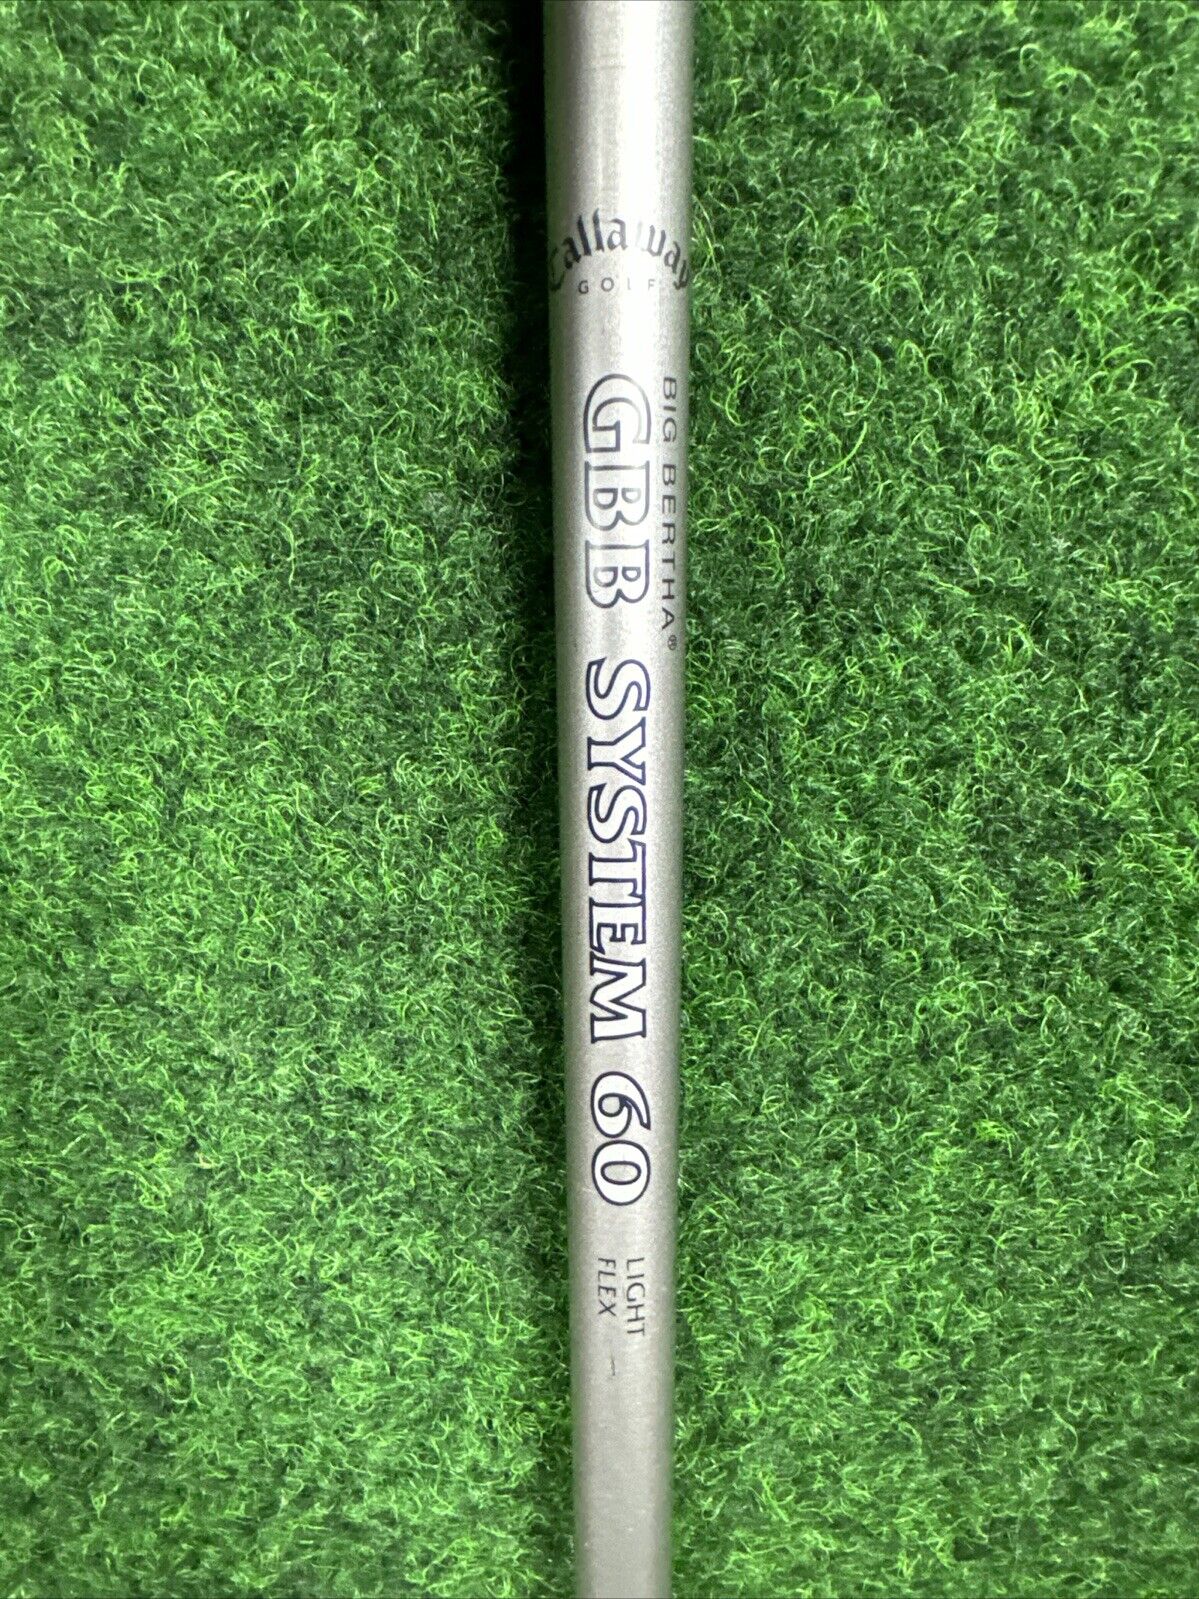 Callaway
GOLF
BIG BERTHA®
GBB SYSTEM 60
LIGHT
FLEX